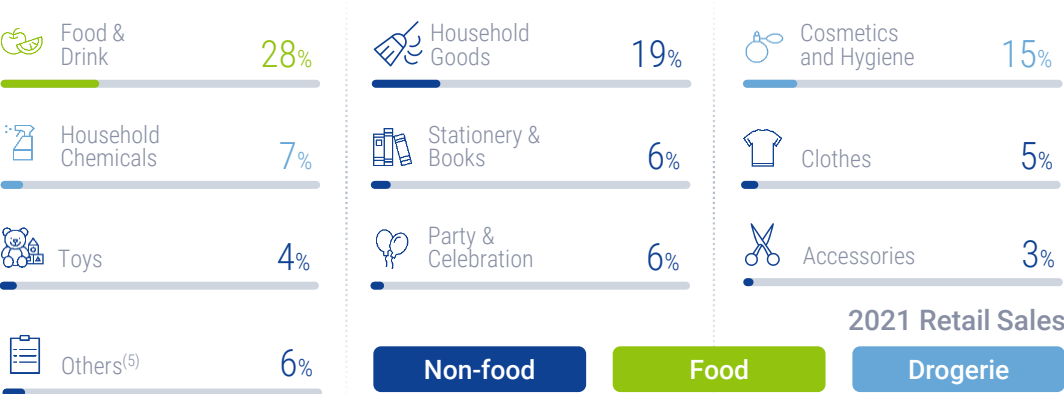 Food &
Drink
28%
Household
Goods
19%
Cosmetics
and Hygiene
15%
Household
Chemicals
7%
Stationery &
Books
6%
Clothes
5%
Toys
4%
Party &
Celebration
6%
Accessories
3%
2021 Retail Sales
Others(5)
6%
Non-food
Food
Drogerie